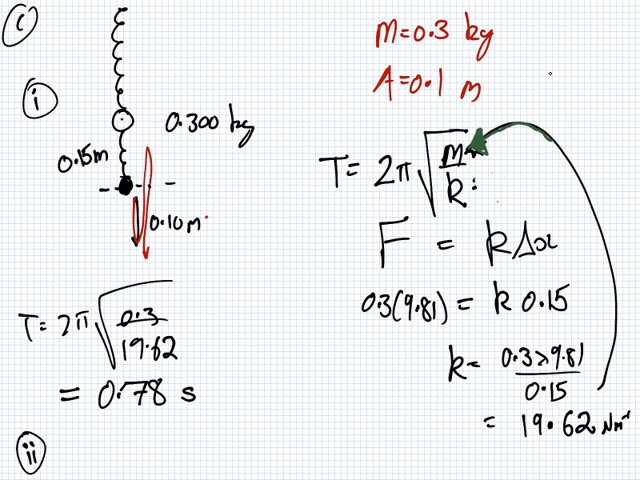 (c)
M=0.3 kg
A=0.1 m
(i)
0.300 kg
0.15m
0.10m
T= 2π√(m/k)
F = kΔx
0.3(9.81) = k 0.15
k= 0.3×9.81/0.15
= 19.62 Nm⁻¹
T= 2π√(0.3/19.62)
= 0.78 s
(ii)